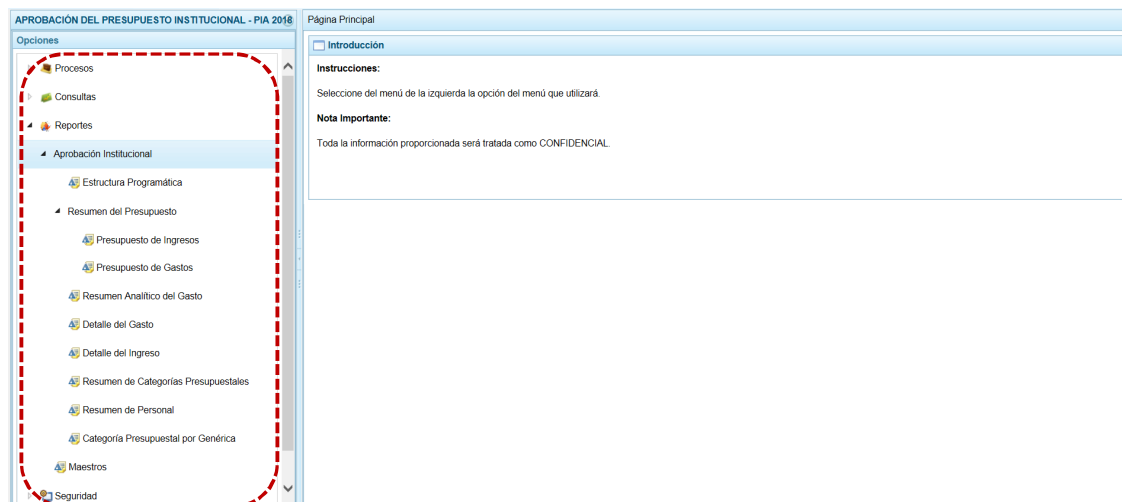 APROBACIÓN DEL PRESUPUESTO INSTITUCIONAL - PIA 2018
Página Principal
Opciones
Introducción
Procesos
Instrucciones:
Consultas
Seleccione del menú de la izquierda la opción del menú que utilizará.
Reportes
Nota Importante:
Aprobación Institucional
Toda la información proporcionada será tratada como CONFIDENCIAL.
Estructura Programática
Resumen del Presupuesto
Presupuesto de Ingresos
Presupuesto de Gastos
Resumen Analítico del Gasto
Detalle del Gasto
Detalle del Ingreso
Resumen de Categorías Presupuestales
Resumen de Personal
Categoría Presupuestal por Genérica
Maestros
Seguridad